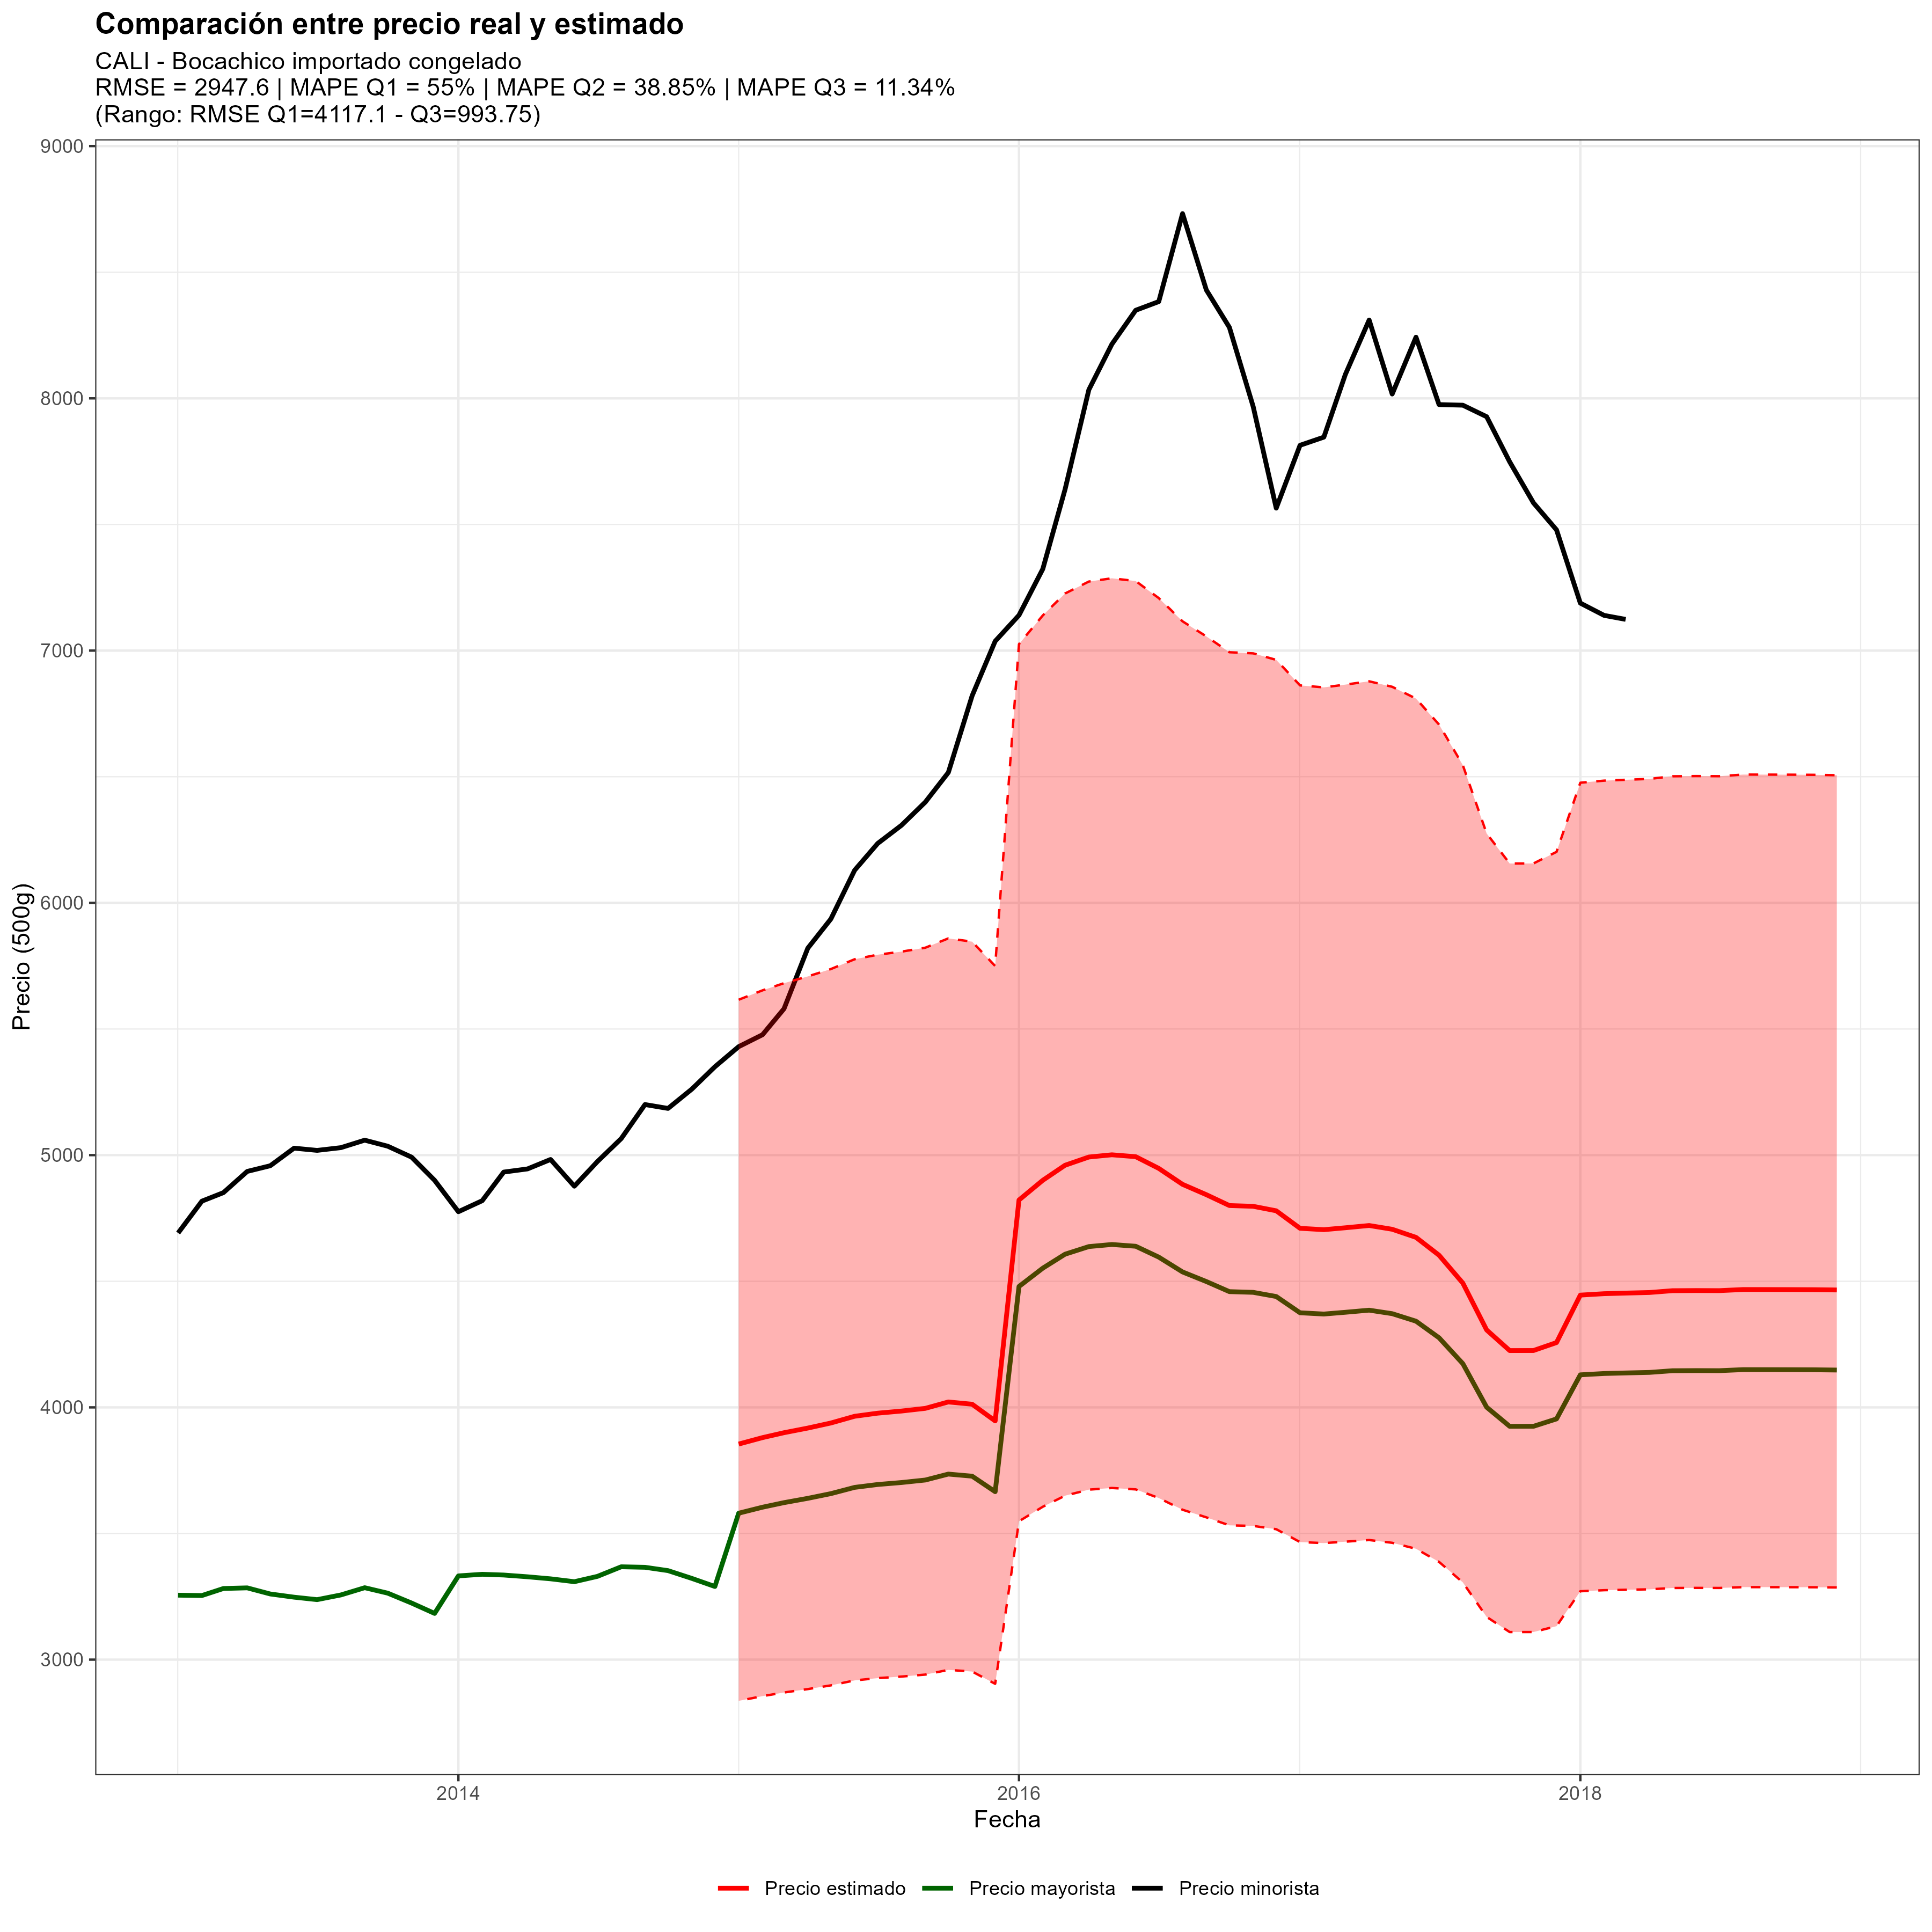 Comparación entre precio real y estimado
CALI - Bocachico importado congelado
RMSE = 2947.6 | MAPE Q1 = 55% | MAPE Q2 = 38.85% | MAPE Q3 = 11.34%
(Rango: RMSE Q1=4117.1 - Q3=993.75)
9000
8000
7000
6000
5000
4000
3000
Precio (500g)
2014
2016
2018
Fecha
Precio estimado
Precio mayorista
Precio minorista